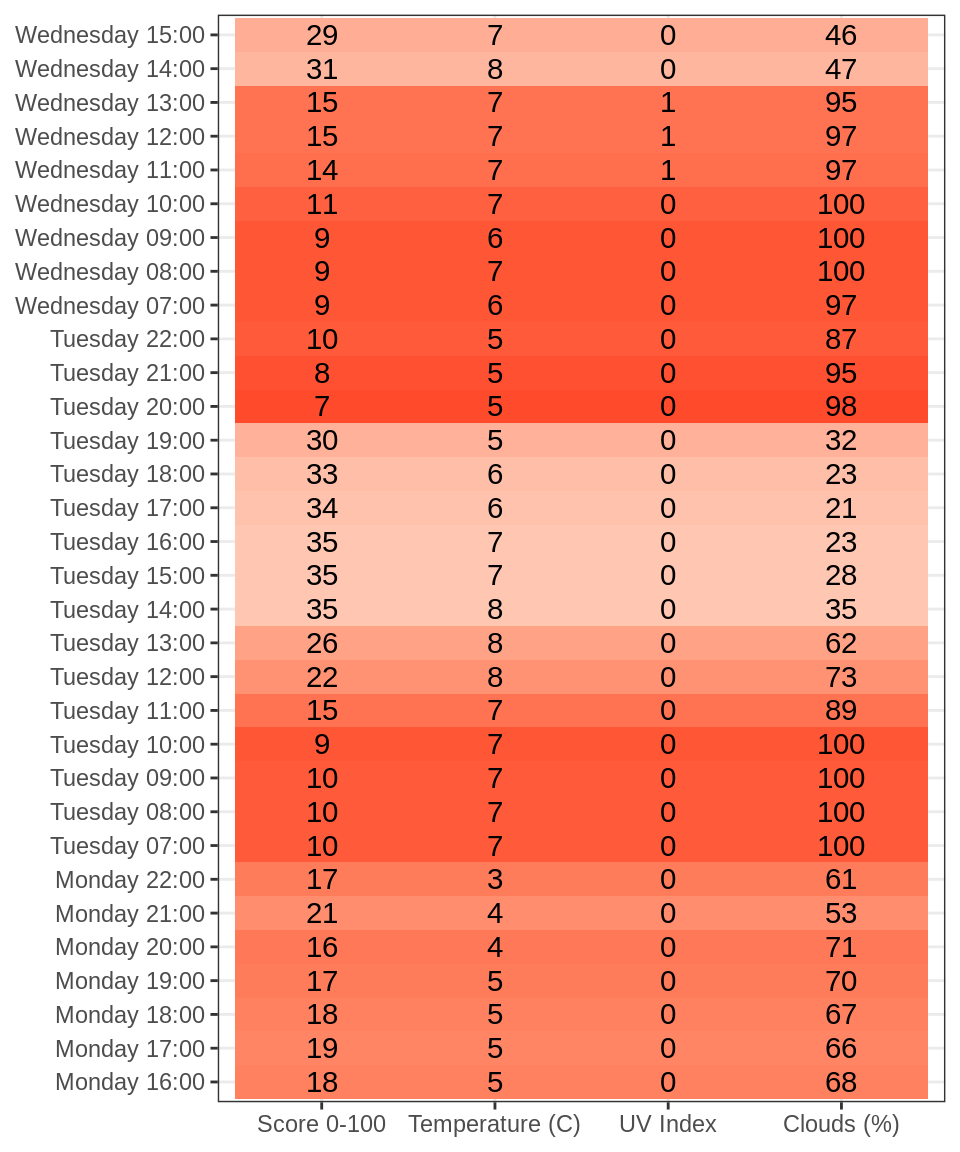 Wednesday 15:00 29 7 0 46
Wednesday 14:00 31 8 0 47
Wednesday 13:00 15 7 1 95
Wednesday 12:00 15 7 1 97
Wednesday 11:00 14 7 1 97
Wednesday 10:00 11 7 0 100
Wednesday 09:00 9 6 0 100
Wednesday 08:00 9 7 0 100
Wednesday 07:00 9 6 0 97
Tuesday 22:00 10 5 0 87
Tuesday 21:00 8 5 0 95
Tuesday 20:00 7 5 0 98
Tuesday 19:00 30 5 0 32
Tuesday 18:00 33 6 0 23
Tuesday 17:00 34 6 0 21
Tuesday 16:00 35 7 0 23
Tuesday 15:00 35 7 0 28
Tuesday 14:00 35 8 0 35
Tuesday 13:00 26 8 0 62
Tuesday 12:00 22 8 0 73
Tuesday 11:00 15 7 0 89
Tuesday 10:00 9 7 0 100
Tuesday 09:00 10 7 0 100
Tuesday 08:00 10 7 0 100
Tuesday 07:00 10 7 0 100
Monday 22:00 17 3 0 61
Monday 21:00 21 4 0 53
Monday 20:00 16 4 0 71
Monday 19:00 17 5 0 70
Monday 18:00 18 5 0 67
Monday 17:00 19 5 0 66
Monday 16:00 18 5 0 68
Score 0-100 Temperature (C) UV Index Clouds (%)